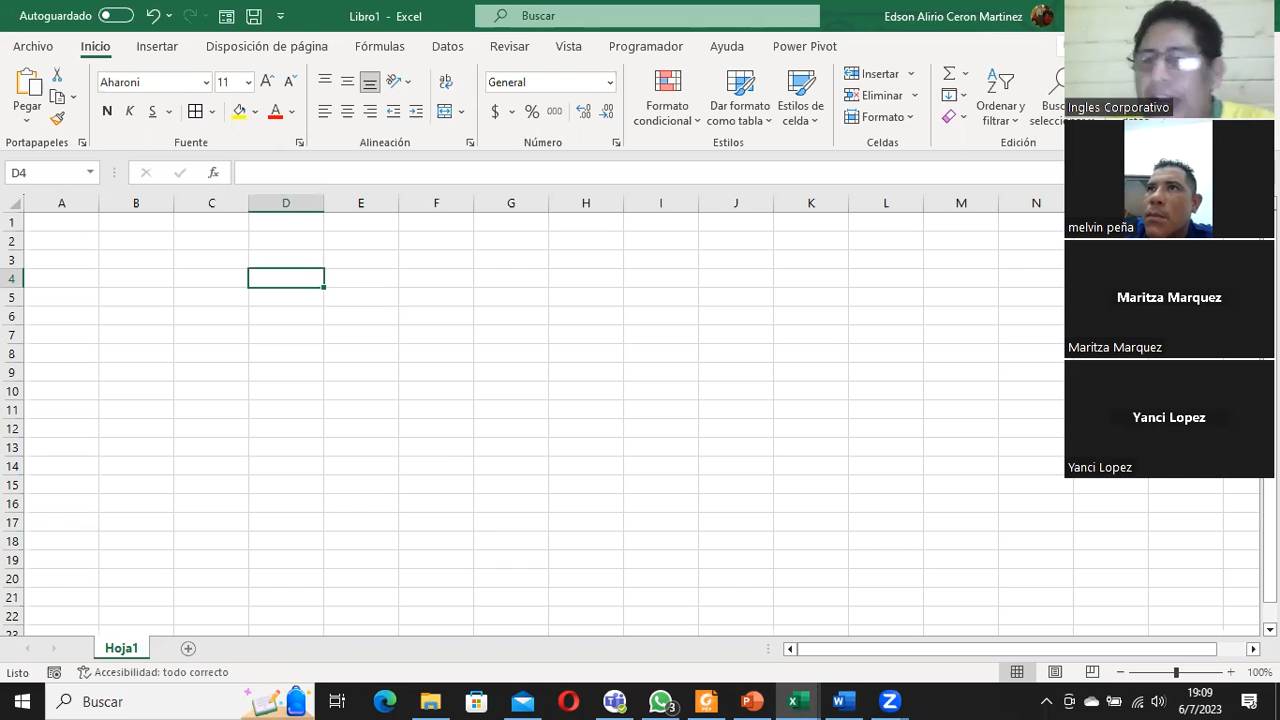 Autoguardado
Libro1 - Excel
Buscar
Edson Alirio Ceron Martinez
Archivo Inicio Insertar Disposición de página Fórmulas Datos Revisar Vista Programador Ayuda Power Pivot
Pegar
Portapapeles
Aharoni 11
N K S
Fuente
ab
Alineación
General
$ % 000
Número
Formato condicional
Dar formato como tabla
Estilos de celda
Estilos
Insertar
Eliminar
Formato
Celdas
Ordenar y filtrar
Edición
D4
fx
A B C D E F G H I J K L M N
1
2
3
4
5
6
7
8
9
10
11
12
13
14
15
16
17
18
19
20
21
22
23
Ingles Corporativo
melvin peña
Maritza Marquez
Maritza Marquez
Yanci Lopez
Yanci Lopez
Hoja1
Listo
Accesibilidad: todo correcto
100%
Buscar
3
19:09
6/7/2023